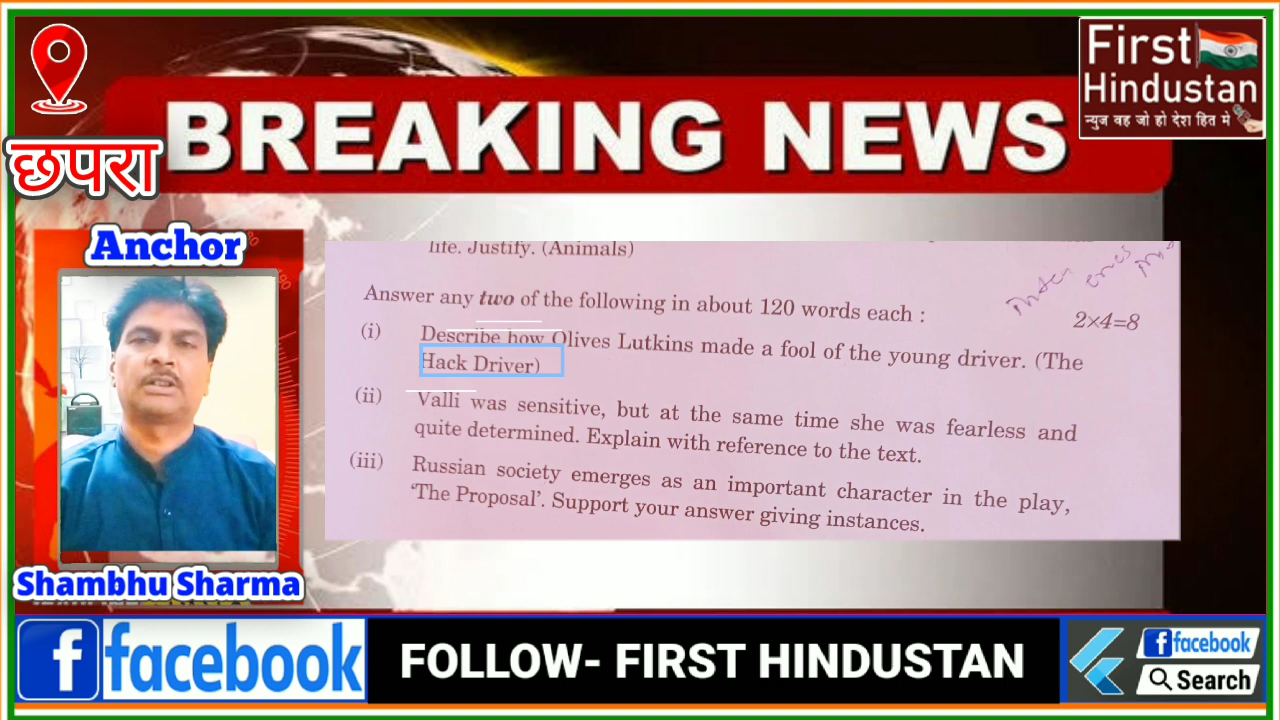 First
Hindustan
न्युज वह जो हो देश हित मे
BREAKING NEWS
छपरा
Anchor
life. Justify. (Animals)
Answer any two of the following in about 120 words each :
2×4=8
(i) Describe how Olives Lutkins made a fool of the young driver. (The
Hack Driver)
(ii) Valli was sensitive, but at the same time she was fearless and
quite determined. Explain with reference to the text.
(iii) Russian society emerges as an important character in the play,
‘The Proposal’. Support your answer giving instances.
Shambhu Sharma
facebook
FOLLOW- FIRST HINDUSTAN
facebook
Search